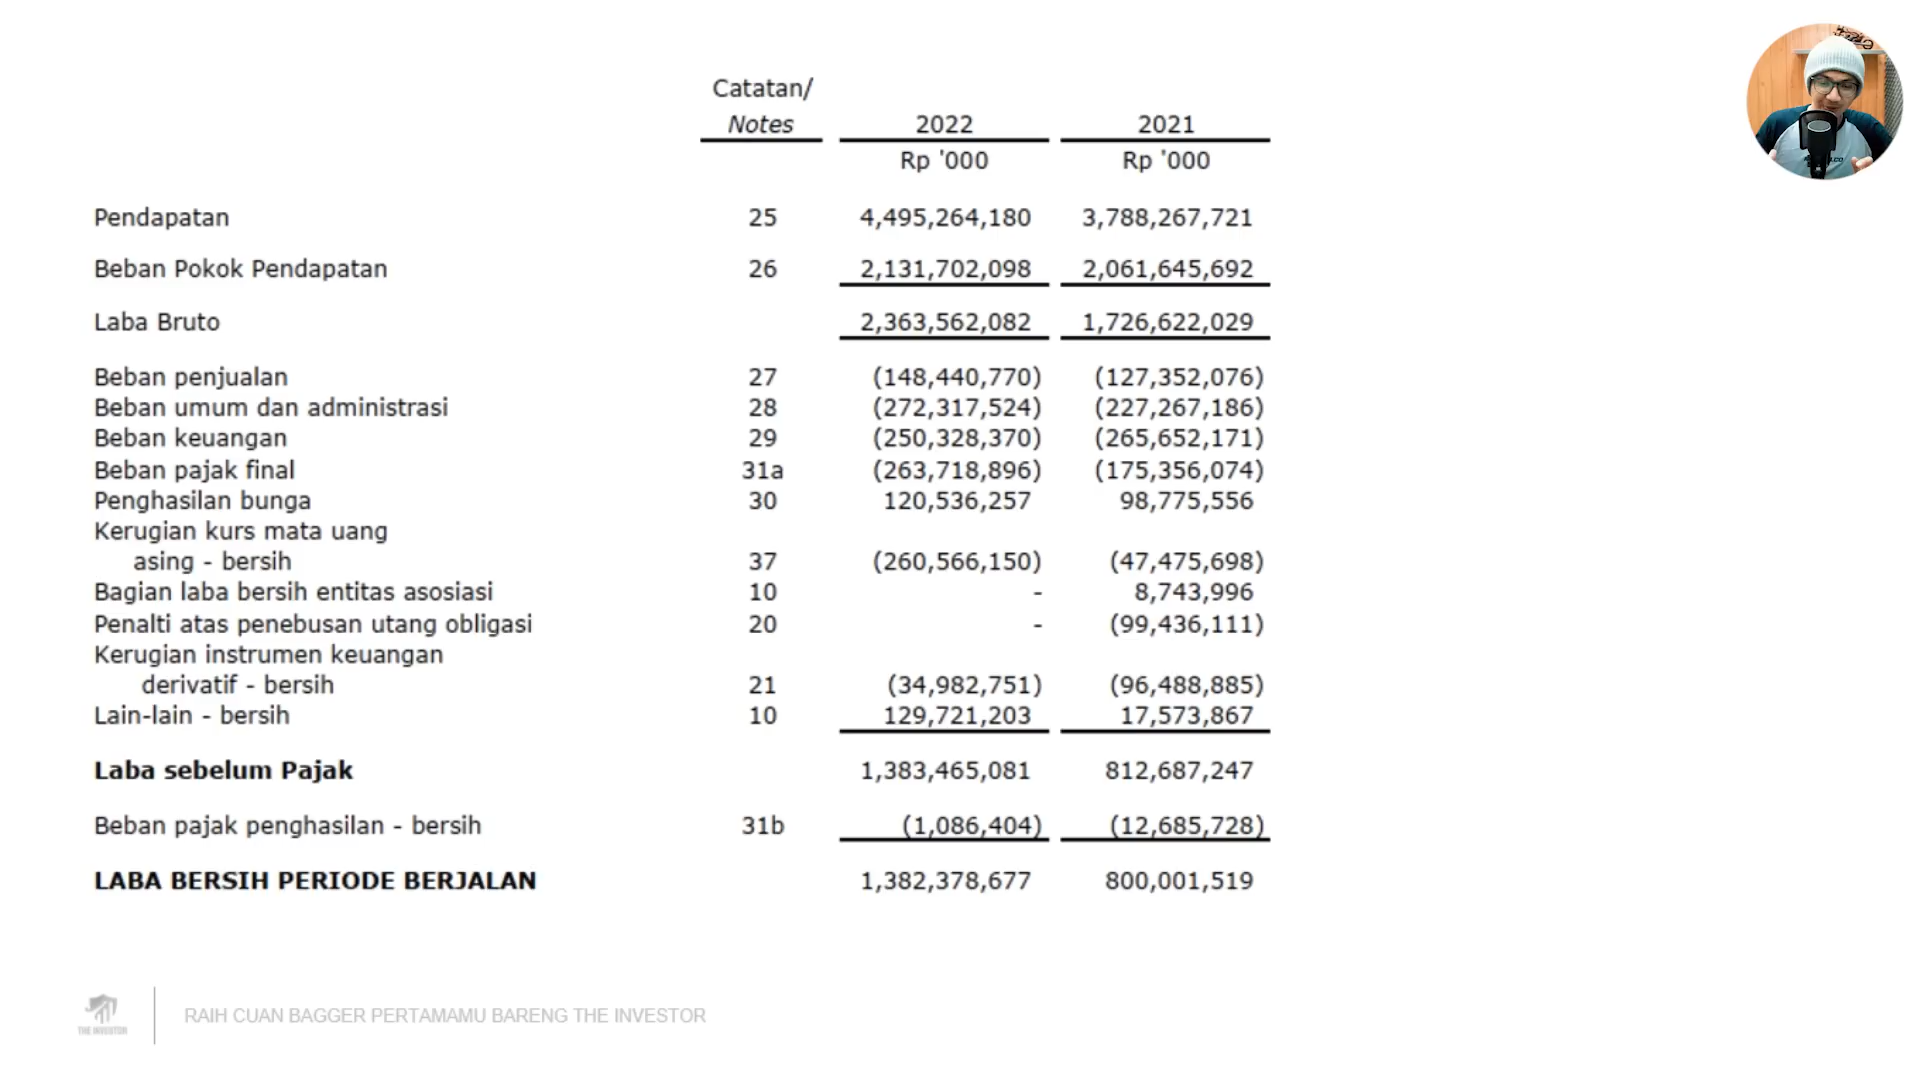 Catatan/
Notes 2022 2021
Rp '000 Rp '000
Pendapatan 25 4,495,264,180 3,788,267,721
Beban Pokok Pendapatan 26 2,131,702,098 2,061,645,692
Laba Bruto 2,363,562,082 1,726,622,029
Beban penjualan 27 (148,440,770) (127,352,076)
Beban umum dan administrasi 28 (272,317,524) (227,267,186)
Beban keuangan 29 (250,328,370) (265,652,171)
Beban pajak final 31a (263,718,896) (175,356,074)
Penghasilan bunga 30 120,536,257 98,775,556
Kerugian kurs mata uang
asing - bersih 37 (260,566,150) (47,475,698)
Bagian laba bersih entitas asosiasi 10 - 8,743,996
Penalti atas penebusan utang obligasi 20 - (99,436,111)
Kerugian instrumen keuangan
derivatif - bersih 21 (34,982,751) (96,488,885)
Lain-lain - bersih 10 129,721,203 17,573,867
Laba sebelum Pajak 1,383,465,081 812,687,247
Beban pajak penghasilan - bersih 31b (1,086,404) (12,685,728)
LABA BERSIH PERIODE BERJALAN 1,382,378,677 800,001,519
THE INVESTOR
RAIH CUAN BAGGER PERTAMAMU BARENG THE INVESTOR